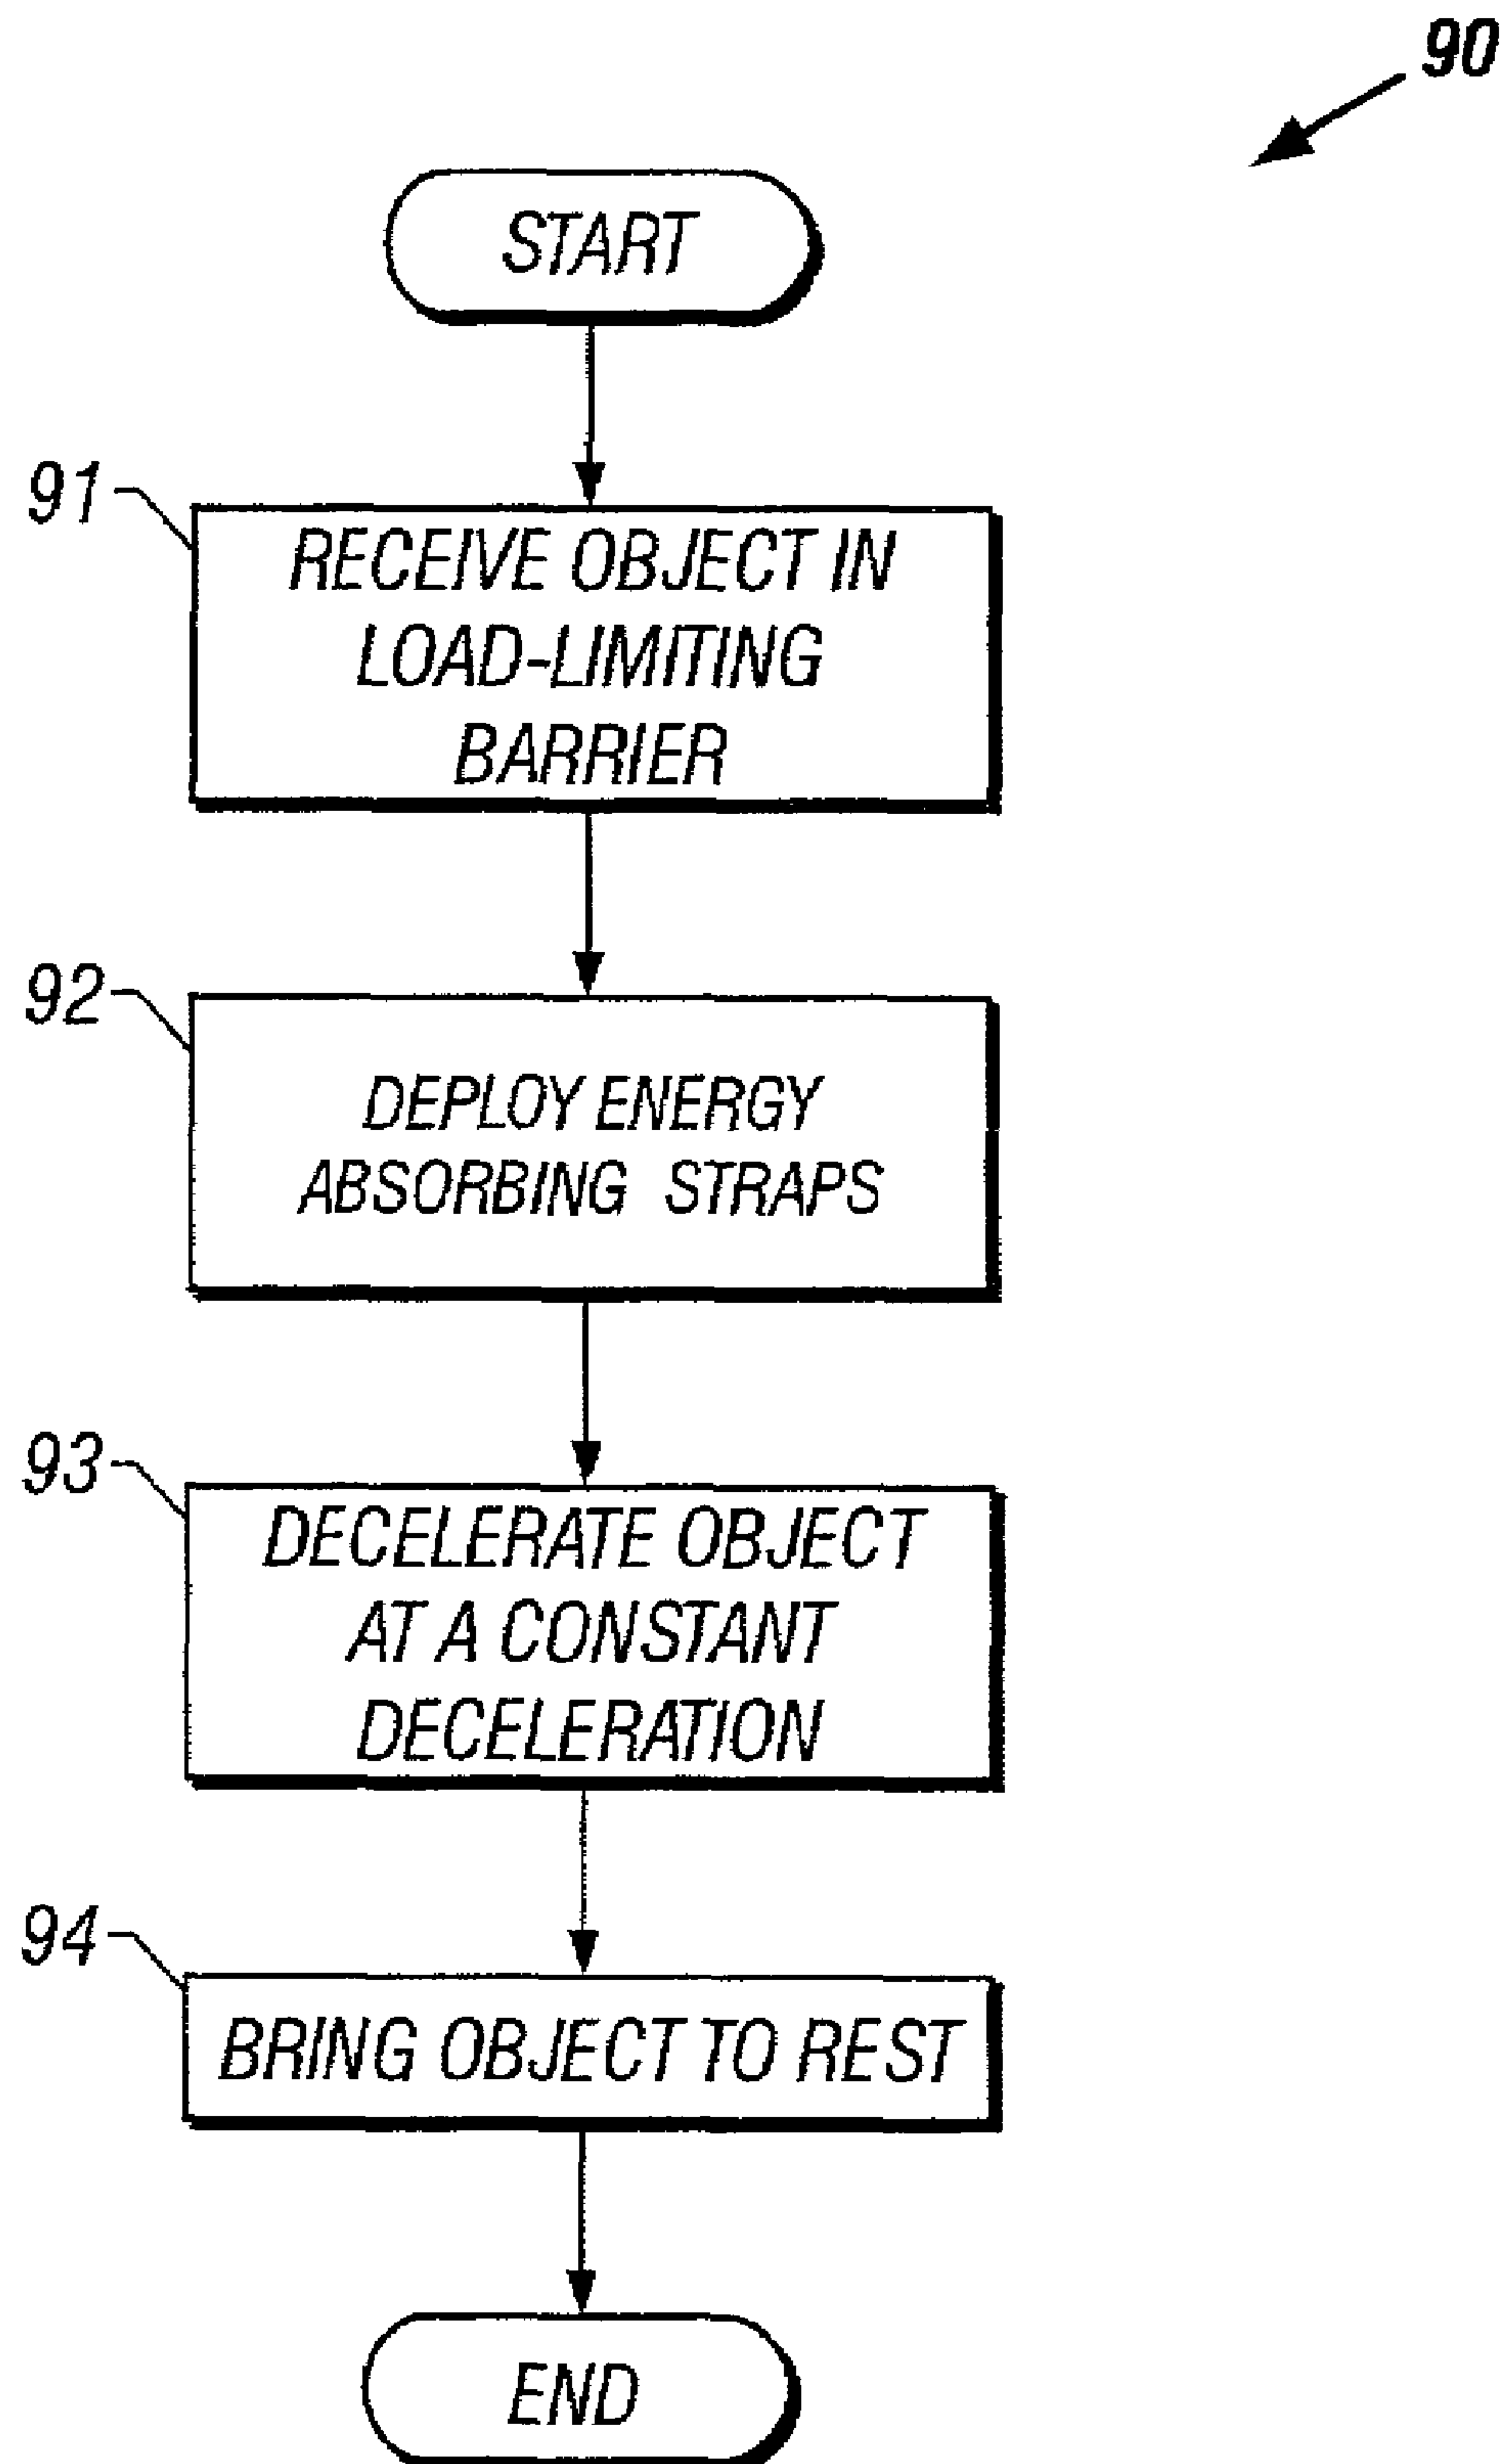 90
START
91
RECEIVE OBJECT IN
LOAD-LIMITING
BARRIER
92
DEPLOY ENERGY
ABSORBING STRAPS
93
DECELERATE OBJECT
AT A CONSTANT
DECELERATION
94
BRING OBJECT TO REST
END